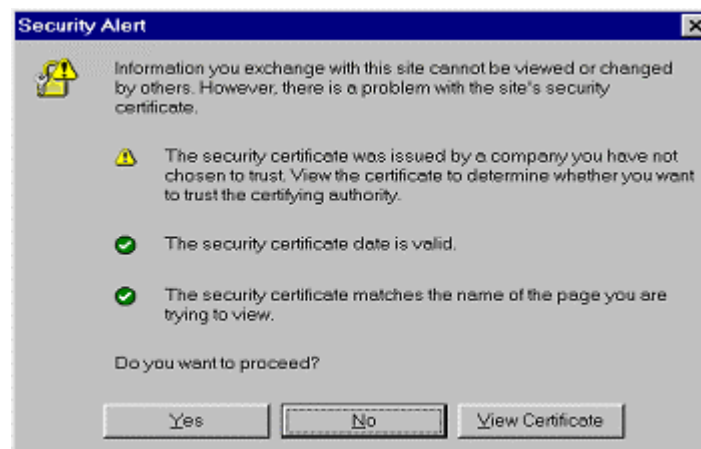 Security Alert
Information you exchange with this site cannot be viewed or changed
by others. However, there is a problem with the site's security
certificate.
The security certificate was issued by a company you have not
chosen to trust. View the certificate to determine whether you want
to trust the certifying authority.
The security certificate date is valid.
The security certificate matches the name of the page you are
trying to view.
Do you want to proceed?
Yes No View Certificate